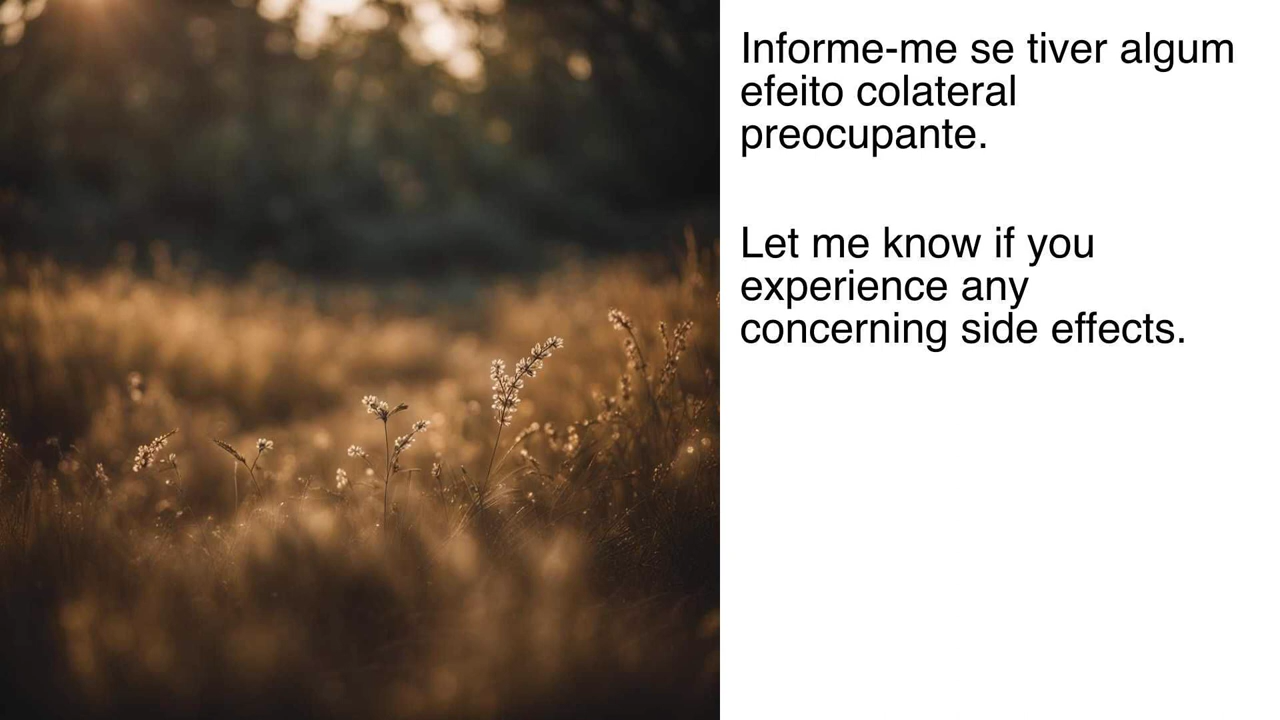 Informe-me se tiver algum
efeito colateral
preocupante.
Let me know if you
experience any
concerning side effects.